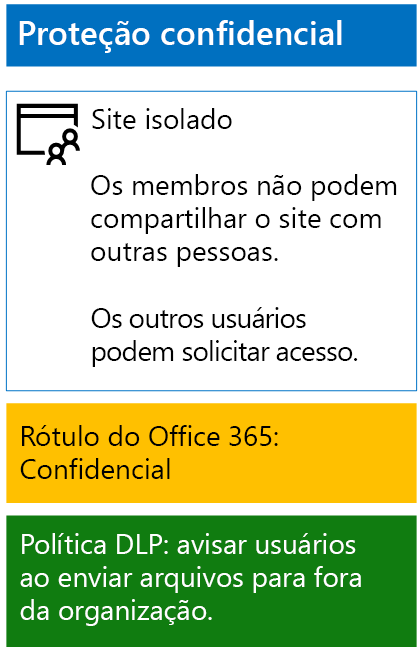 Proteção confidencial
Site isolado
Os membros não podem
compartilhar o site com
outras pessoas.
Os outros usuários
podem solicitar acesso.
Rótulo do Office 365:
Confidencial
Política DLP: avisar usuários
ao enviar arquivos para fora
da organização.